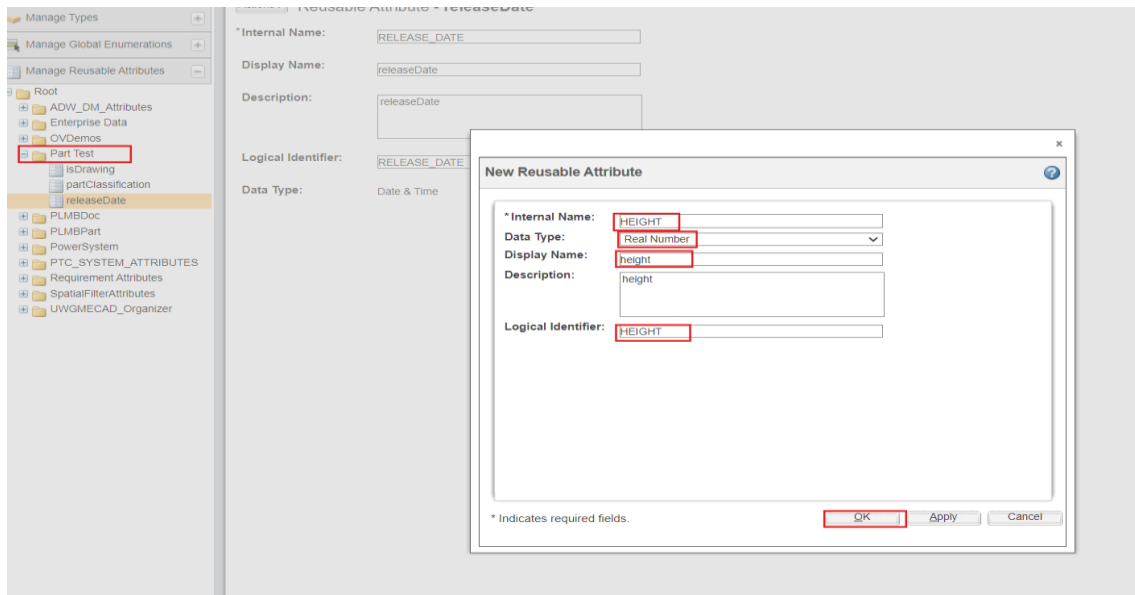 Manage Types
Manage Global Enumerations
Manage Reusable Attributes
Root
ADW_DM_Attributes
Enterprise Data
OVDemos
Part Test
isDrawing
partClassification
releaseDate
PLMBDoc
PLMBPart
PowerSystem
PTC_SYSTEM_ATTRIBUTES
Requirement Attributes
SpatialFilterAttributes
UWGMECAD_Organizer
Reusable Attribute - releaseDate
*Internal Name: RELEASE_DATE
Display Name: releaseDate
Description: releaseDate
Logical Identifier: RELEASE_DATE
Data Type: Date & Time
New Reusable Attribute
*Internal Name: HEIGHT
Data Type: Real Number
Display Name: height
Description: height
Logical Identifier: HEIGHT
* Indicates required fields.
OK Apply Cancel